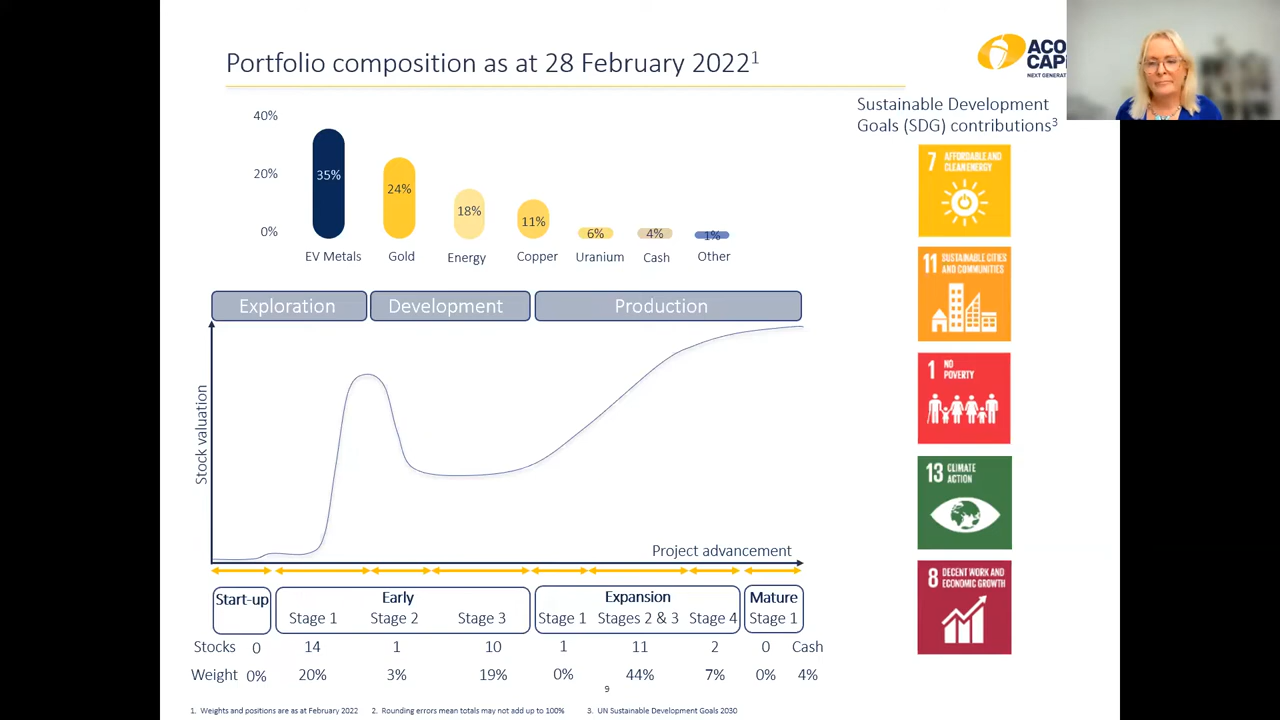 Portfolio composition as at 28 February 2022¹
ACO
CAPI
NEXT GENERAT
Sustainable Development
Goals (SDG) contributions³
40%
20%
0%
35%
24%
18%
11%
6%
4%
1%
EV Metals
Gold
Energy
Copper
Uranium
Cash
Other
7 AFFORDABLE AND
CLEAN ENERGY
11 SUSTAINABLE CITIES
AND COMMUNITIES
1 NO
POVERTY
13 CLIMATE
ACTION
8 DECENT WORK AND
ECONOMIC GROWTH
Exploration
Development
Production
Stock valuation
Project advancement
Start-up
Early
Expansion
Mature
Stage 1
Stage 2
Stage 3
Stage 1
Stages 2 & 3
Stage 4
Stage 1
Stocks 0 14 1 10 1 11 2 0 Cash
Weight 0% 20% 3% 19% 0% 44% 7% 0% 4%
9
1. Weights and positions are as at February 2022 2. Rounding errors mean totals may not add up to 100% 3. UN Sustainable Development Goals 2030